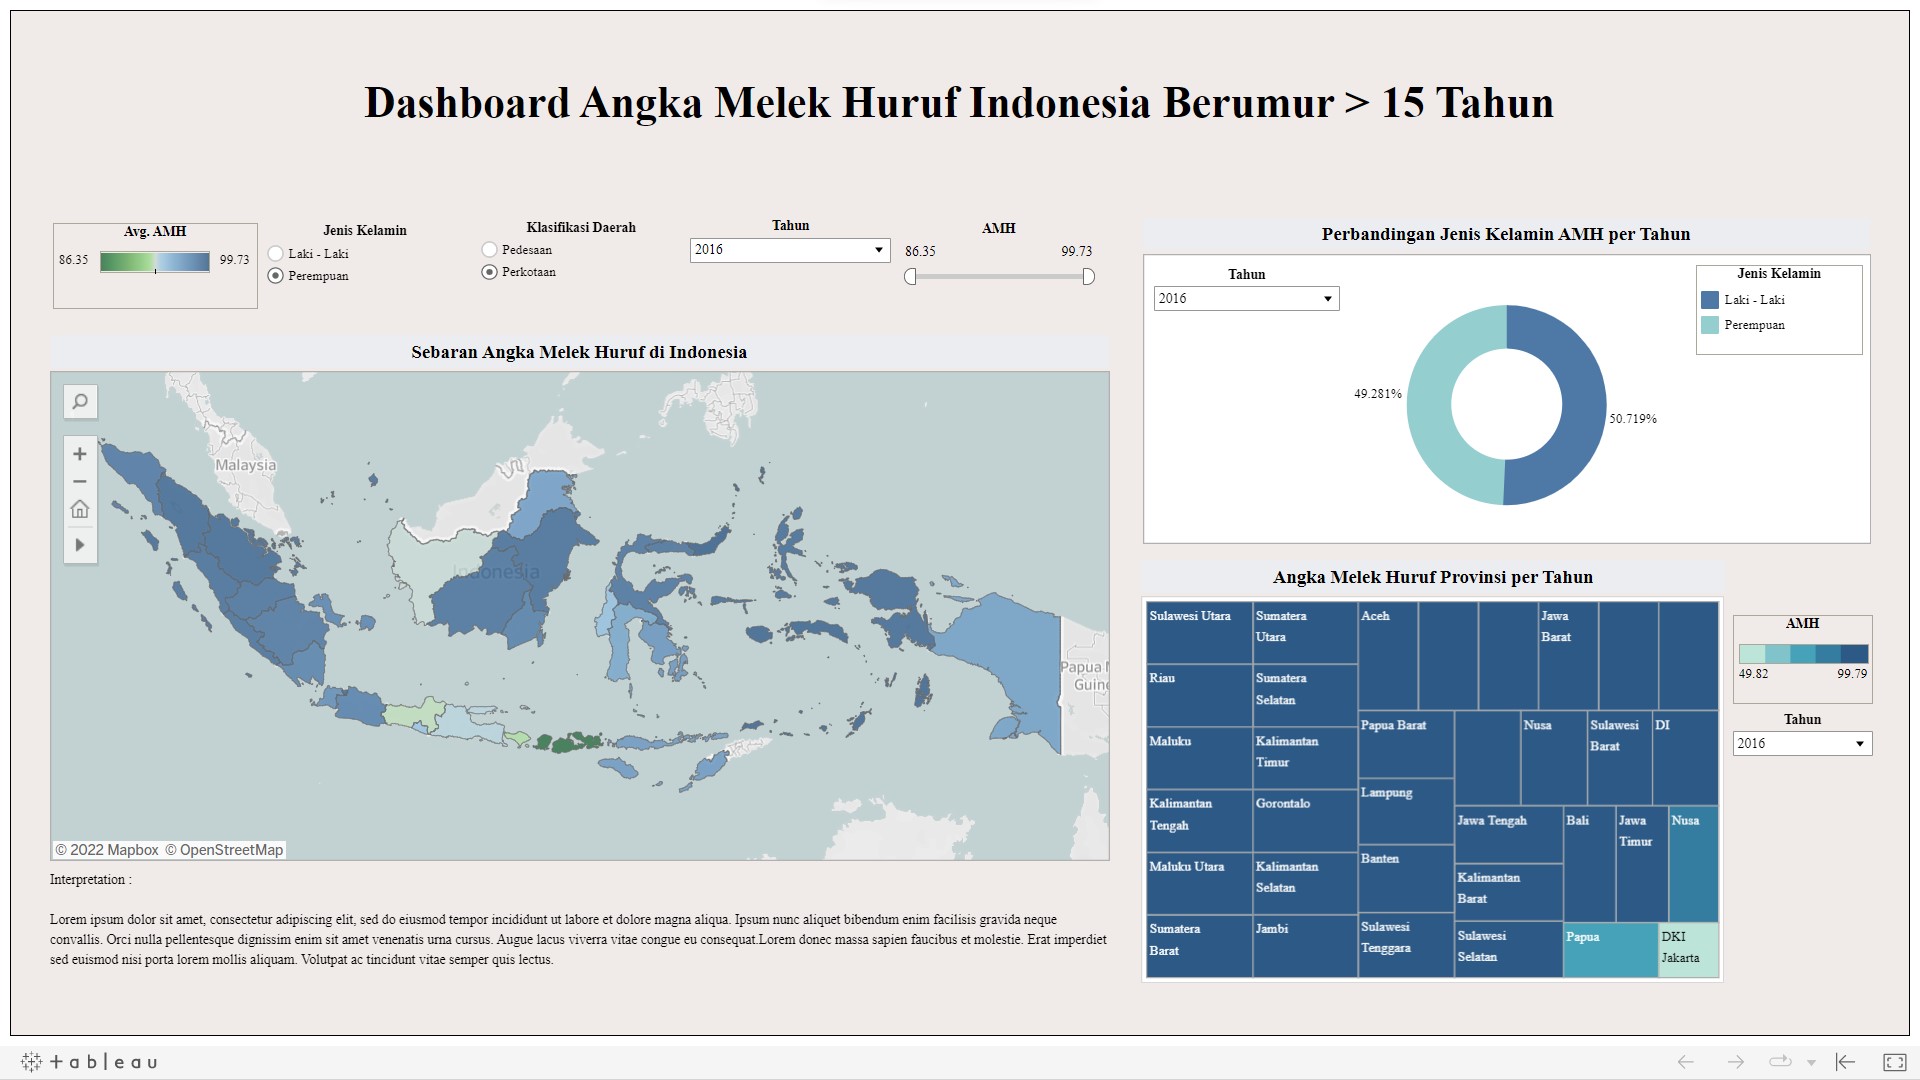 Dashboard Angka Melek Huruf Indonesia Berumur > 15 Tahun
Avg. AMH
86.35
99.73
Jenis Kelamin
Laki - Laki
Perempuan
Klasifikasi Daerah
Pedesaan
Perkotaan
Tahun
2016
AMH
86.35
99.73
Sebaran Angka Melek Huruf di Indonesia
Malaysia
Indonesia
Papua N
Guine
© 2022 Mapbox © OpenStreetMap
Interpretation :
Lorem ipsum dolor sit amet, consectetur adipiscing elit, sed do eiusmod tempor incididunt ut labore et dolore magna aliqua. Ipsum nunc aliquet bibendum enim facilisis gravida neque
convallis. Orci nulla pellentesque dignissim enim sit amet venenatis urna cursus. Augue lacus viverra vitae congue eu consequat.Lorem donec massa sapien faucibus et molestie. Erat imperdiet
sed euismod nisi porta lorem mollis aliquam. Volutpat ac tincidunt vitae semper quis lectus.
Perbandingan Jenis Kelamin AMH per Tahun
Tahun
2016
49.281%
50.719%
Jenis Kelamin
Laki - Laki
Perempuan
Angka Melek Huruf Provinsi per Tahun
Sulawesi Utara
Riau
Maluku
Kalimantan
Tengah
Maluku Utara
Sumatera
Barat
Sumatera
Utara
Sumatera
Selatan
Kalimantan
Timur
Gorontalo
Kalimantan
Selatan
Jambi
Aceh
Jawa
Barat
Papua Barat
Lampung
Banten
Sulawesi
Tenggara
Nusa
Sulawesi
Barat
DI
Jawa Tengah
Kalimantan
Barat
Sulawesi
Selatan
Bali
Jawa
Timur
Nusa
Papua
DKI
Jakarta
AMH
49.82
99.79
Tahun
2016
+ableau